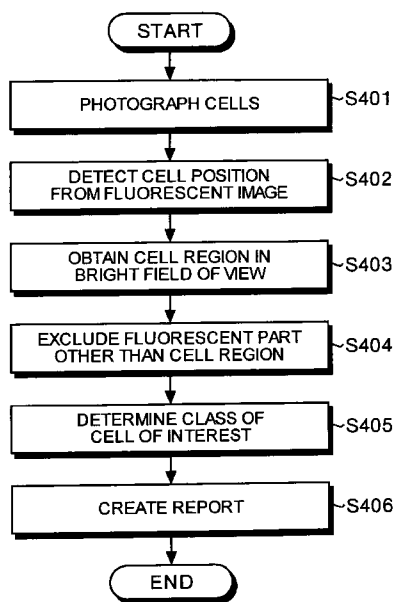 START
PHOTOGRAPH CELLS
S401
DETECT CELL POSITION
FROM FLUORESCENT IMAGE
S402
OBTAIN CELL REGION IN
BRIGHT FIELD OF VIEW
S403
EXCLUDE FLUORESCENT PART
OTHER THAN CELL REGION
S404
DETERMINE CLASS OF
CELL OF INTEREST
S405
CREATE REPORT
S406
END